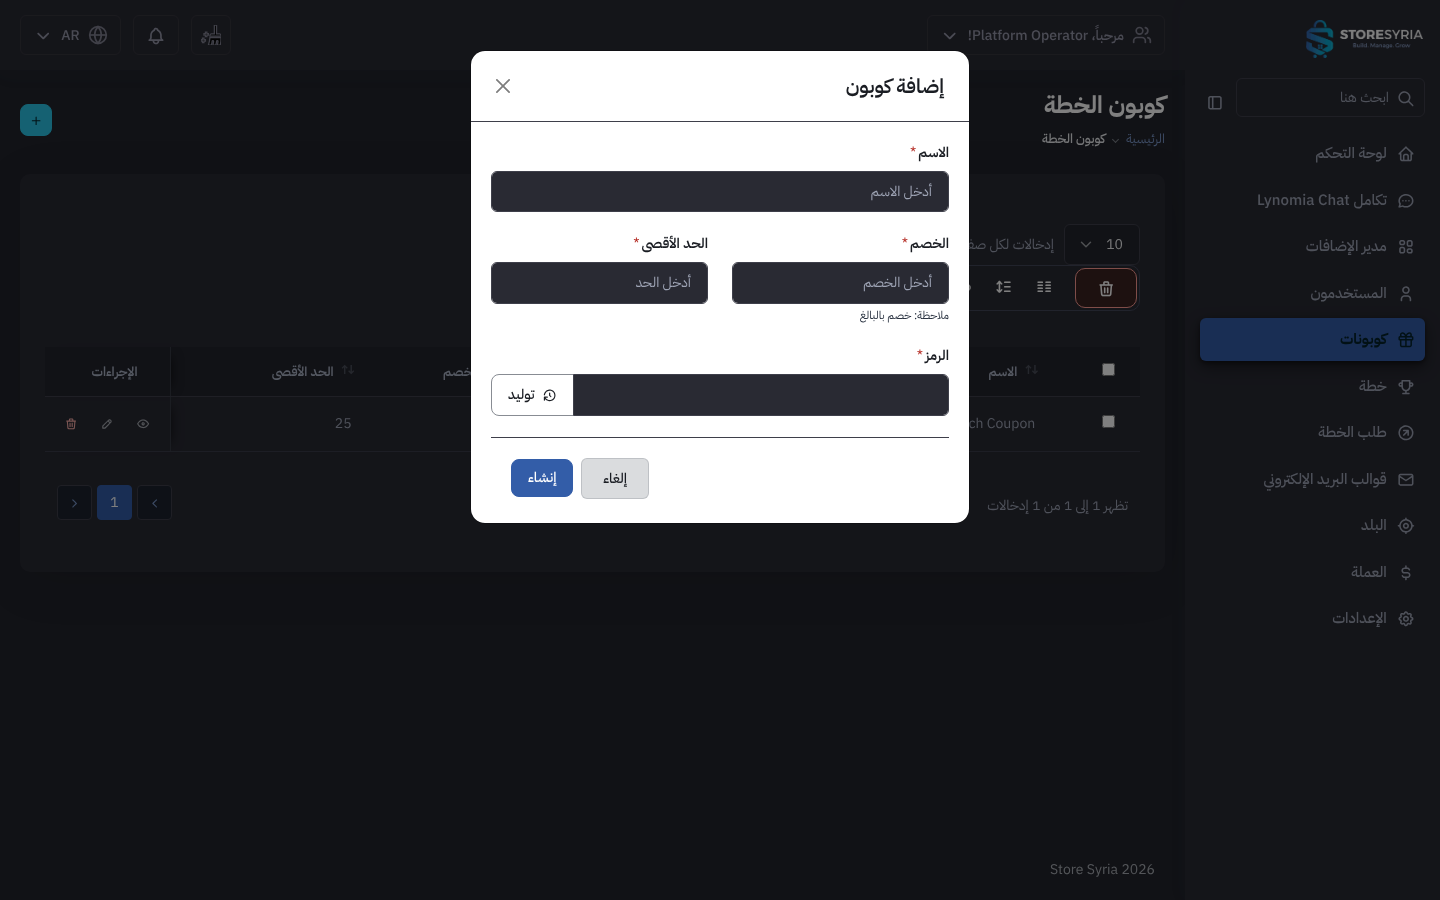 STORESYRIA
Build. Manage. Grow
مرحباً، Platform Operator!
AR
ابحث هنا
لوحة التحكم
تكامل Lynomia Chat
مدير الإضافات
المستخدمون
كوبونات
خطة
طلب الخطة
قوالب البريد الإلكتروني
البلد
العملة
الإعدادات
كوبون الخطة
الرئيسية
كوبون الخطة
+
10
إدخالات لكل
الاسم
الحد الأقصى
الإجراءات
Coupon
25
تظهر 1 إلى 1 من 1 إدخالات
1
إضافة كوبون
الاسم*
أدخل الاسم
الخصم*
الحد الأقصى*
أدخل الخصم
أدخل الحد
ملاحظة: خصم بالبالغ
الرمز*
توليد
إلغاء
إنشاء
Store Syria 2026